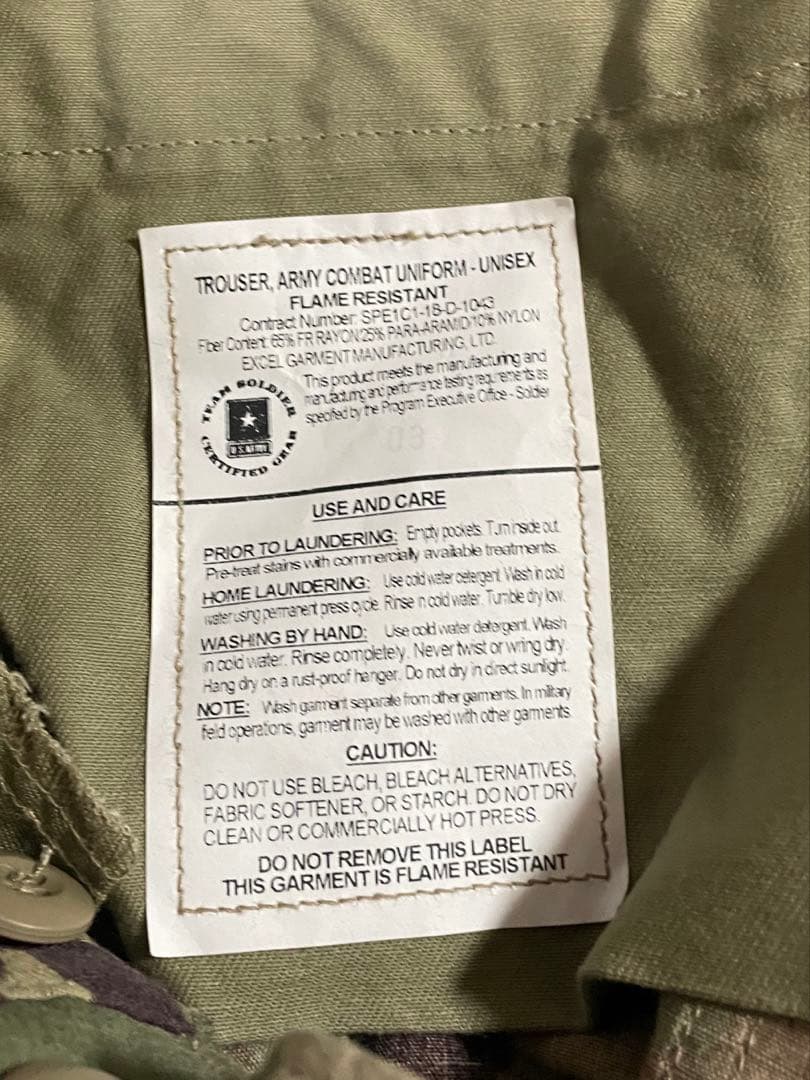 TROUSER, ARMY COMBAT UNIFORM - UNISEX
FLAME RESISTANT
Contract Number: SPE1C1-18-D-1043
Fiber Content: 65% FR RAYON/25% PARA-ARAMID/10% NYLON
EXCEL GARMENT MANUFACTURING, LTD.
TEAM SOLDIER
U.S. ARMY
CERTIFIED GEAR
This product meets the manufacturing and
manufacturing and performance testing requirements as
specified by the Program Executive Office - Soldier
03
USE AND CARE
PRIOR TO LAUNDERING: Empty pockets. Turn inside out.
Pre-treat stains with commercially available treatments.
HOME LAUNDERING: Use cold water detergent. Wash in cold
water using permanent press cycle. Rinse in cold water. Tumble dry low.
WASHING BY HAND: Use cold water detergent. Wash
in cold water. Rinse completely. Never twist or wring dry.
Hang dry on a rust-proof hanger. Do not dry in direct sunlight.
NOTE: Wash garment separate from other garments. In military
field operations, garment may be washed with other garments.
CAUTION:
DO NOT USE BLEACH, BLEACH ALTERNATIVES,
FABRIC SOFTENER, OR STARCH. DO NOT DRY
CLEAN OR COMMERCIALLY HOT PRESS.
DO NOT REMOVE THIS LABEL
THIS GARMENT IS FLAME RESISTANT